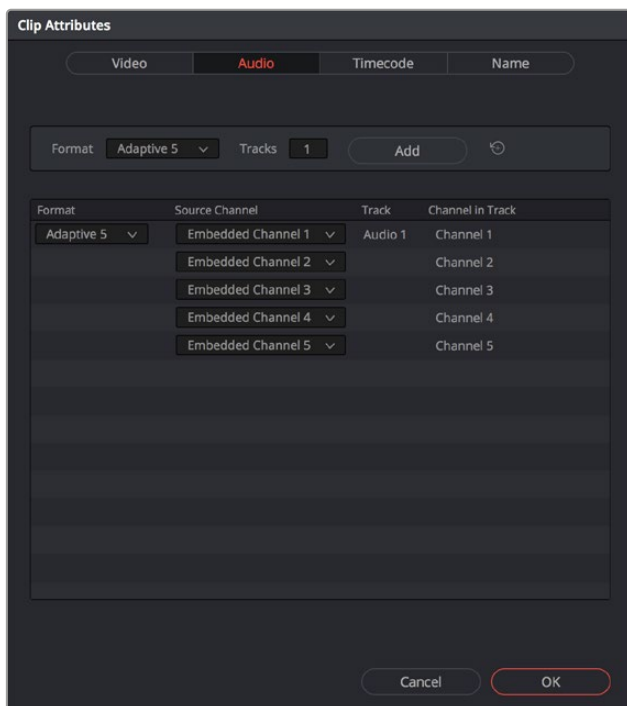 Clip Attributes
Video Audio Timecode Name
Format Adaptive 5 Tracks 1 Add
Format Source Channel Track Channel in Track
Adaptive 5 Embedded Channel 1 Audio 1 Channel 1
Embedded Channel 2 Channel 2
Embedded Channel 3 Channel 3
Embedded Channel 4 Channel 4
Embedded Channel 5 Channel 5
Cancel OK